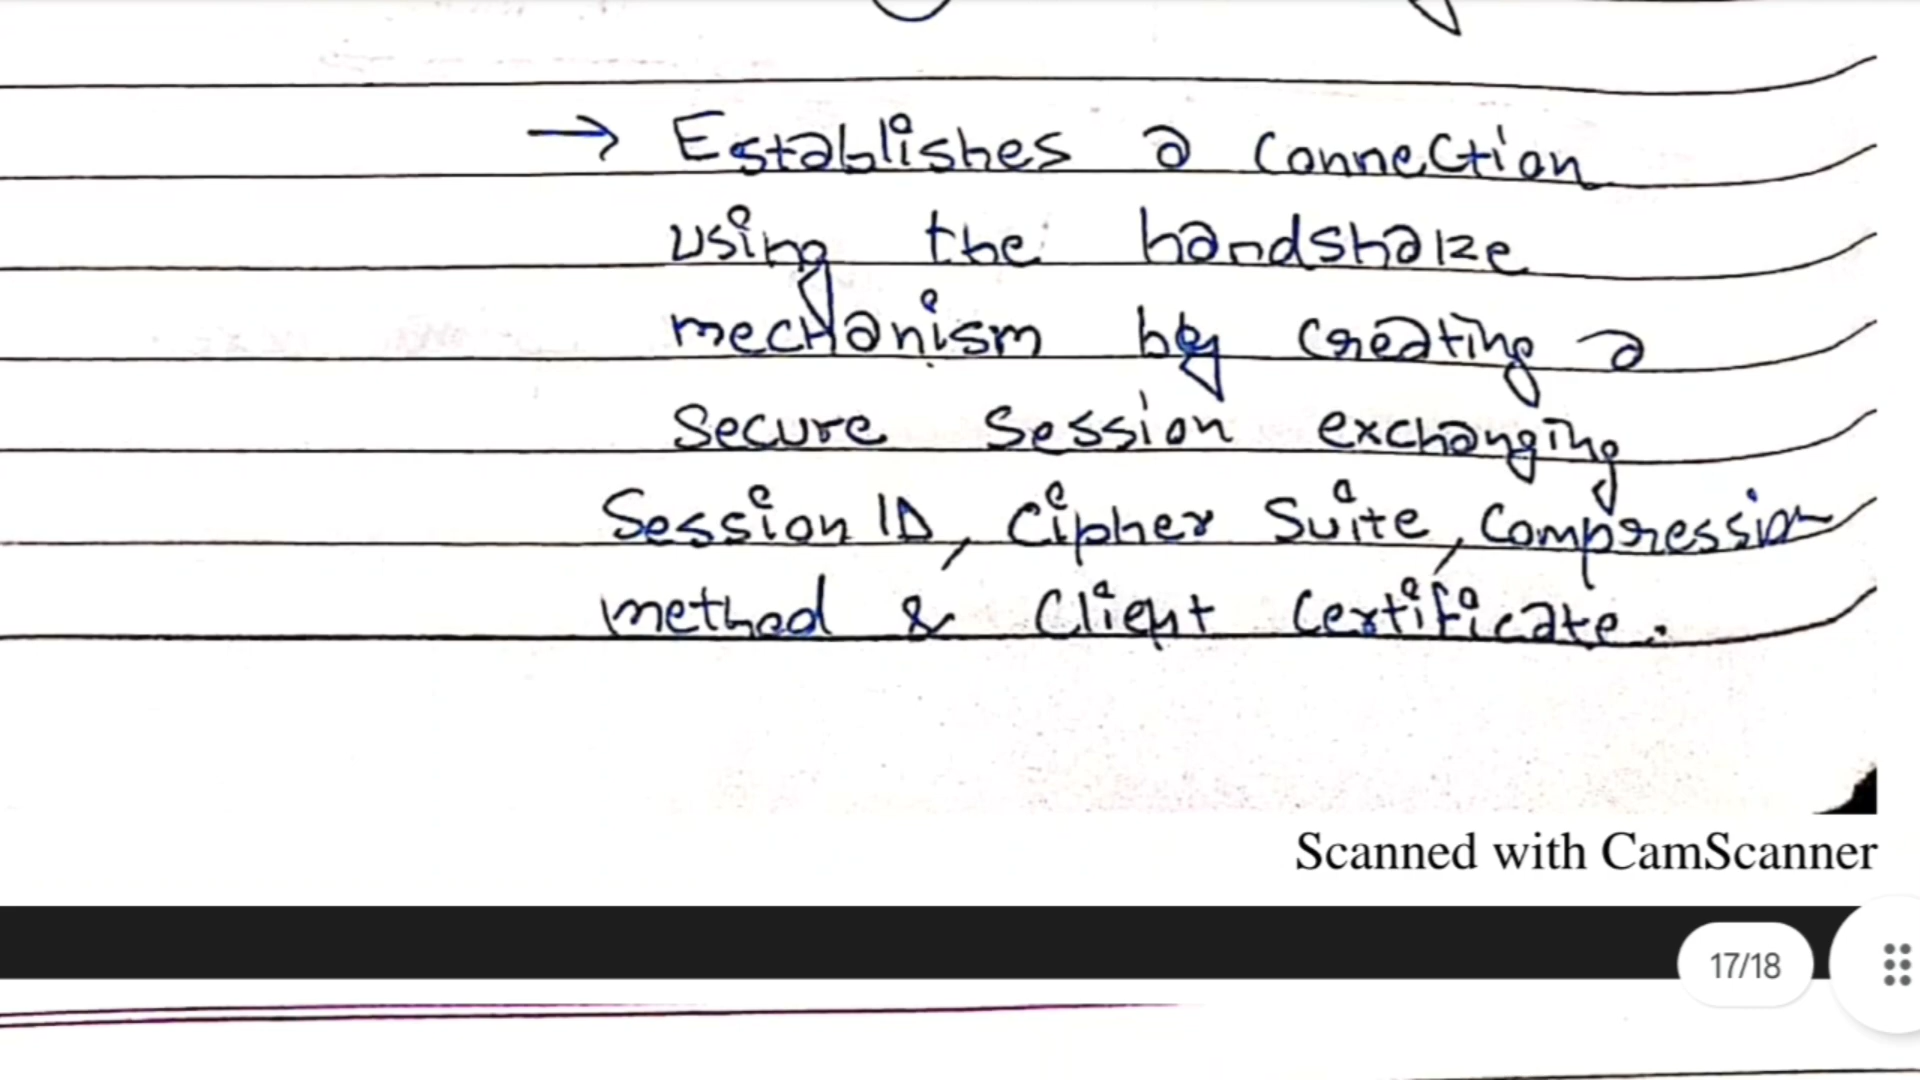 → Establishes a connection
using the handshake
mechanism by creating a
secure session exchanging
Session ID, Cipher Suite, Compression
method & Client Certificate.
Scanned with CamScanner
17/18